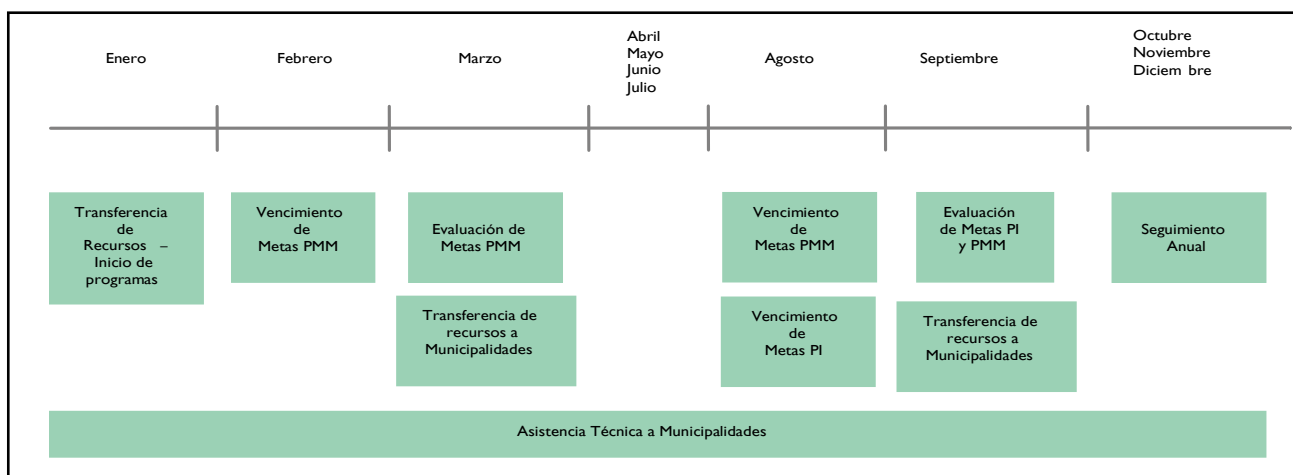 Enero
Febrero
Marzo
Abril
Mayo
Junio
Julio
Agosto
Septiembre
Octubre
Noviembre
Diciem bre
Transferencia
de
Recursos –
Inicio de
programas
Vencimiento
de
Metas PMM
Evaluación de
Metas PMM
Transferencia de
recursos a
Municipalidades
Vencimiento
de
Metas PMM
Vencimiento
de
Metas PI
Evaluación
de Metas PI
y PMM
Transferencia de
recursos a
Municipalidades
Seguimiento
Anual
Asistencia Técnica a Municipalidades